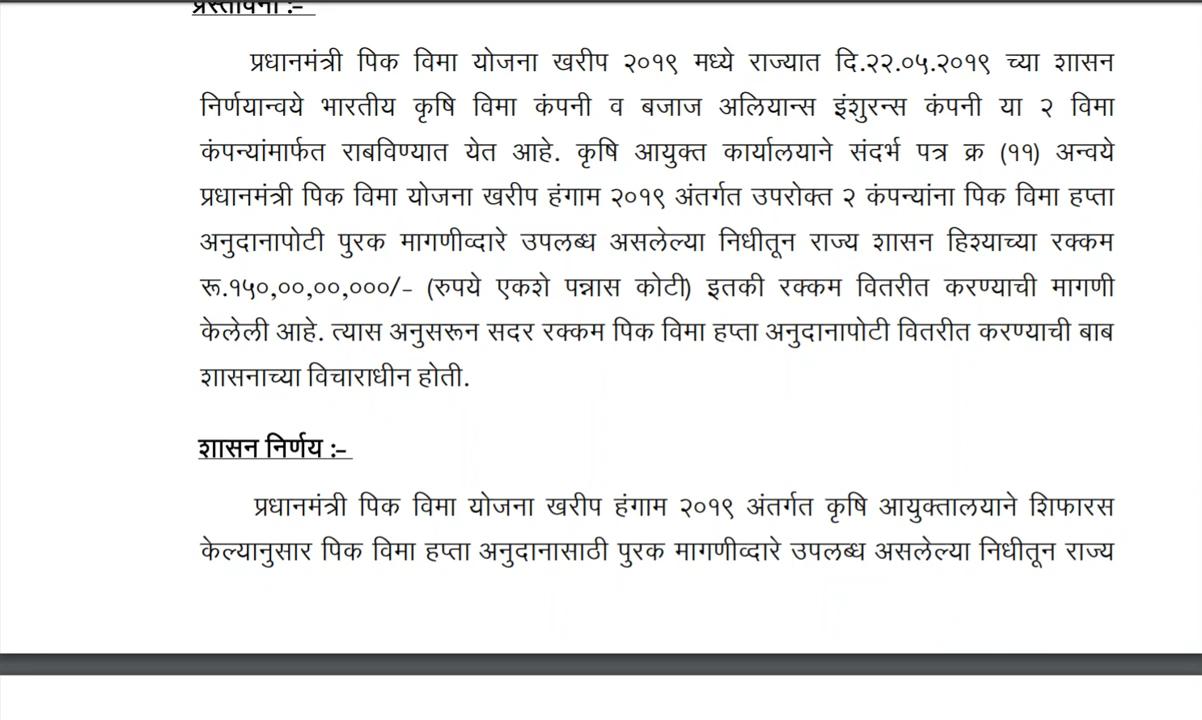 प्रस्तावना :-
प्रधानमंत्री पिक विमा योजना खरीप २०१९ मध्ये राज्यात दि.२२.०५.२०१९ च्या शासन
निर्णयान्वये भारतीय कृषि विमा कंपनी व बजाज अलियान्स इंशुरन्स कंपनी या २ विमा
कंपन्यांमार्फत राबविण्यात येत आहे. कृषि आयुक्त कार्यालयाने संदर्भ पत्र क्र (११) अन्वये
प्रधानमंत्री पिक विमा योजना खरीप हंगाम २०१९ अंतर्गत उपरोक्त २ कंपन्यांना पिक विमा हप्ता
अनुदानापोटी पुरक मागणीव्दारे उपलब्ध असलेल्या निधीतून राज्य शासन हिश्याच्या रक्कम
रू.१५०,००,००,०००/- (रुपये एकशे पन्नास कोटी) इतकी रक्कम वितरीत करण्याची मागणी
केलेली आहे. त्यास अनुसरून सदर रक्कम पिक विमा हप्ता अनुदानापोटी वितरीत करण्याची बाब
शासनाच्या विचाराधीन होती.
शासन निर्णय :-
प्रधानमंत्री पिक विमा योजना खरीप हंगाम २०१९ अंतर्गत कृषि आयुक्तालयाने शिफारस
केल्यानुसार पिक विमा हप्ता अनुदानासाठी पुरक मागणीव्दारे उपलब्ध असलेल्या निधीतून राज्य